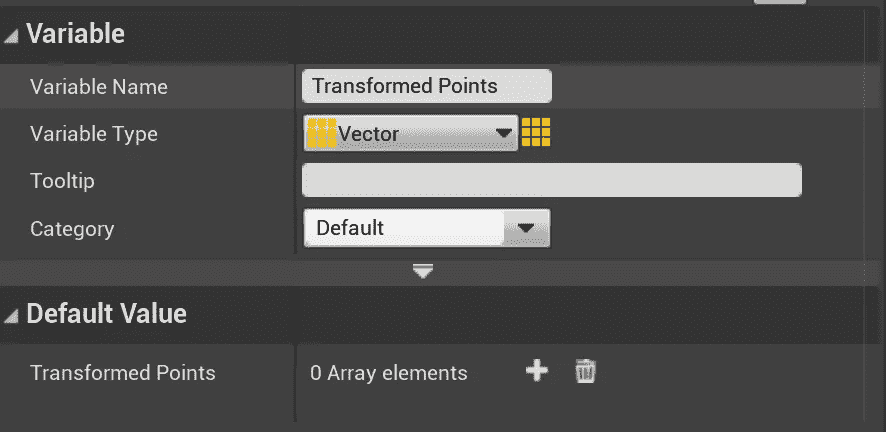 Variable
Variable Name Transformed Points
Variable Type Vector
Tooltip
Category Default
Default Value
Transformed Points 0 Array elements